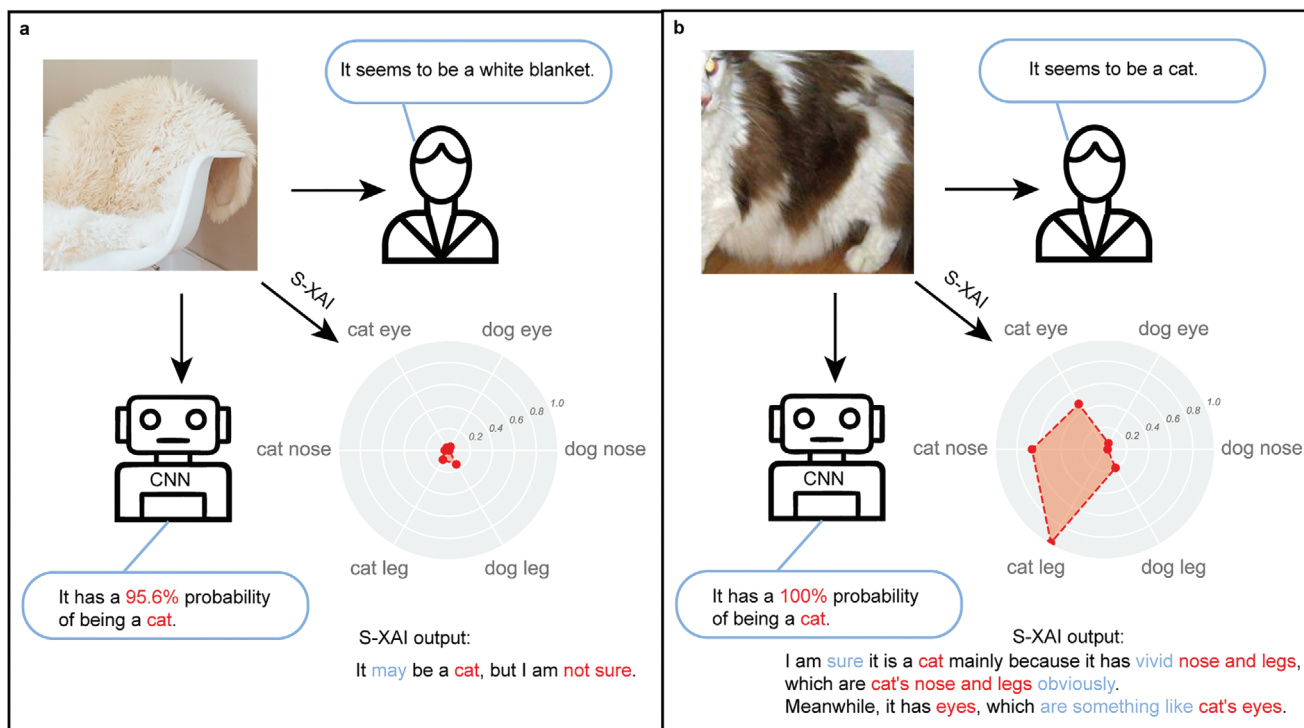 a
It seems to be a white blanket.
S-XAI
cat eye
dog eye
0.2
0.4
0.6
0.8
1.0
cat nose
dog nose
cat leg
dog leg
CNN
It has a 95.6% probability
of being a cat.
S-XAI output:
It may be a cat, but I am not sure.
b
It seems to be a cat.
S-XAI
cat eye
dog eye
0.2
0.4
0.6
0.8
1.0
cat nose
dog nose
cat leg
dog leg
CNN
It has a 100% probability
of being a cat.
S-XAI output:
I am sure it is a cat mainly because it has vivid nose and legs,
which are cat's nose and legs obviously.
Meanwhile, it has eyes, which are something like cat's eyes.